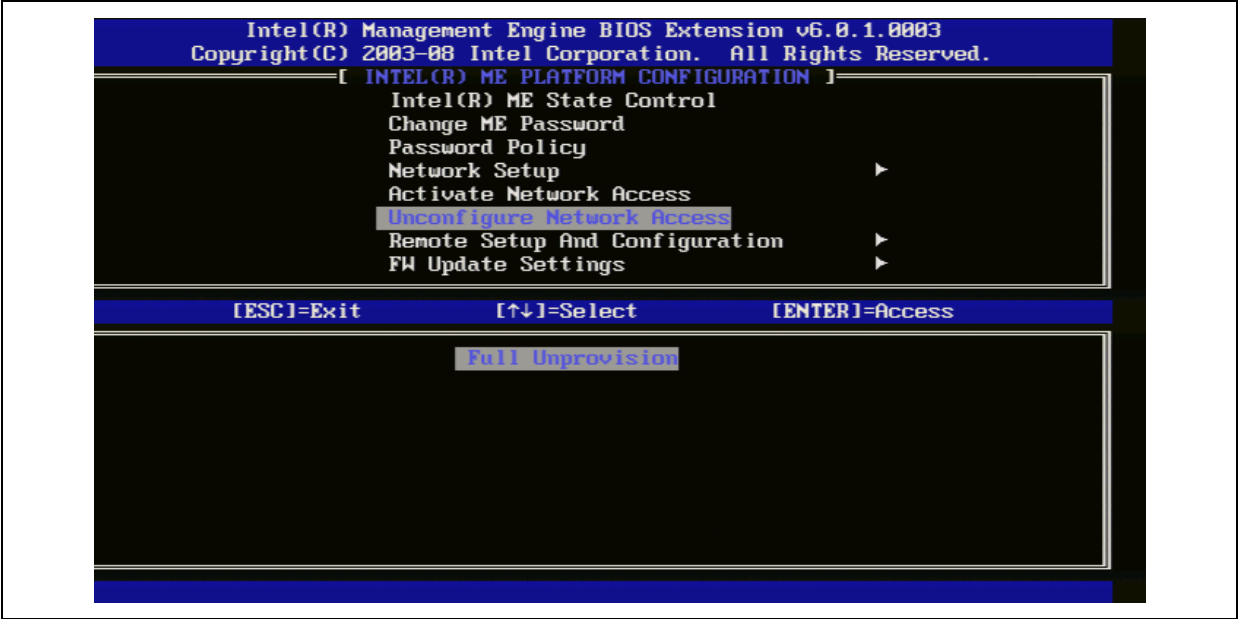 Intel(R) Management Engine BIOS Extension v6.0.1.0003
Copyright(C) 2003-08 Intel Corporation. All Rights Reserved.
[ INTEL(R) ME PLATFORM CONFIGURATION ]
Intel(R) ME State Control
Change ME Password
Password Policy
Network Setup ►
Activate Network Access
Unconfigure Network Access
Remote Setup And Configuration ►
FW Update Settings ►
[ESC]=Exit [↑↓]=Select [ENTER]=Access
Full Unprovision